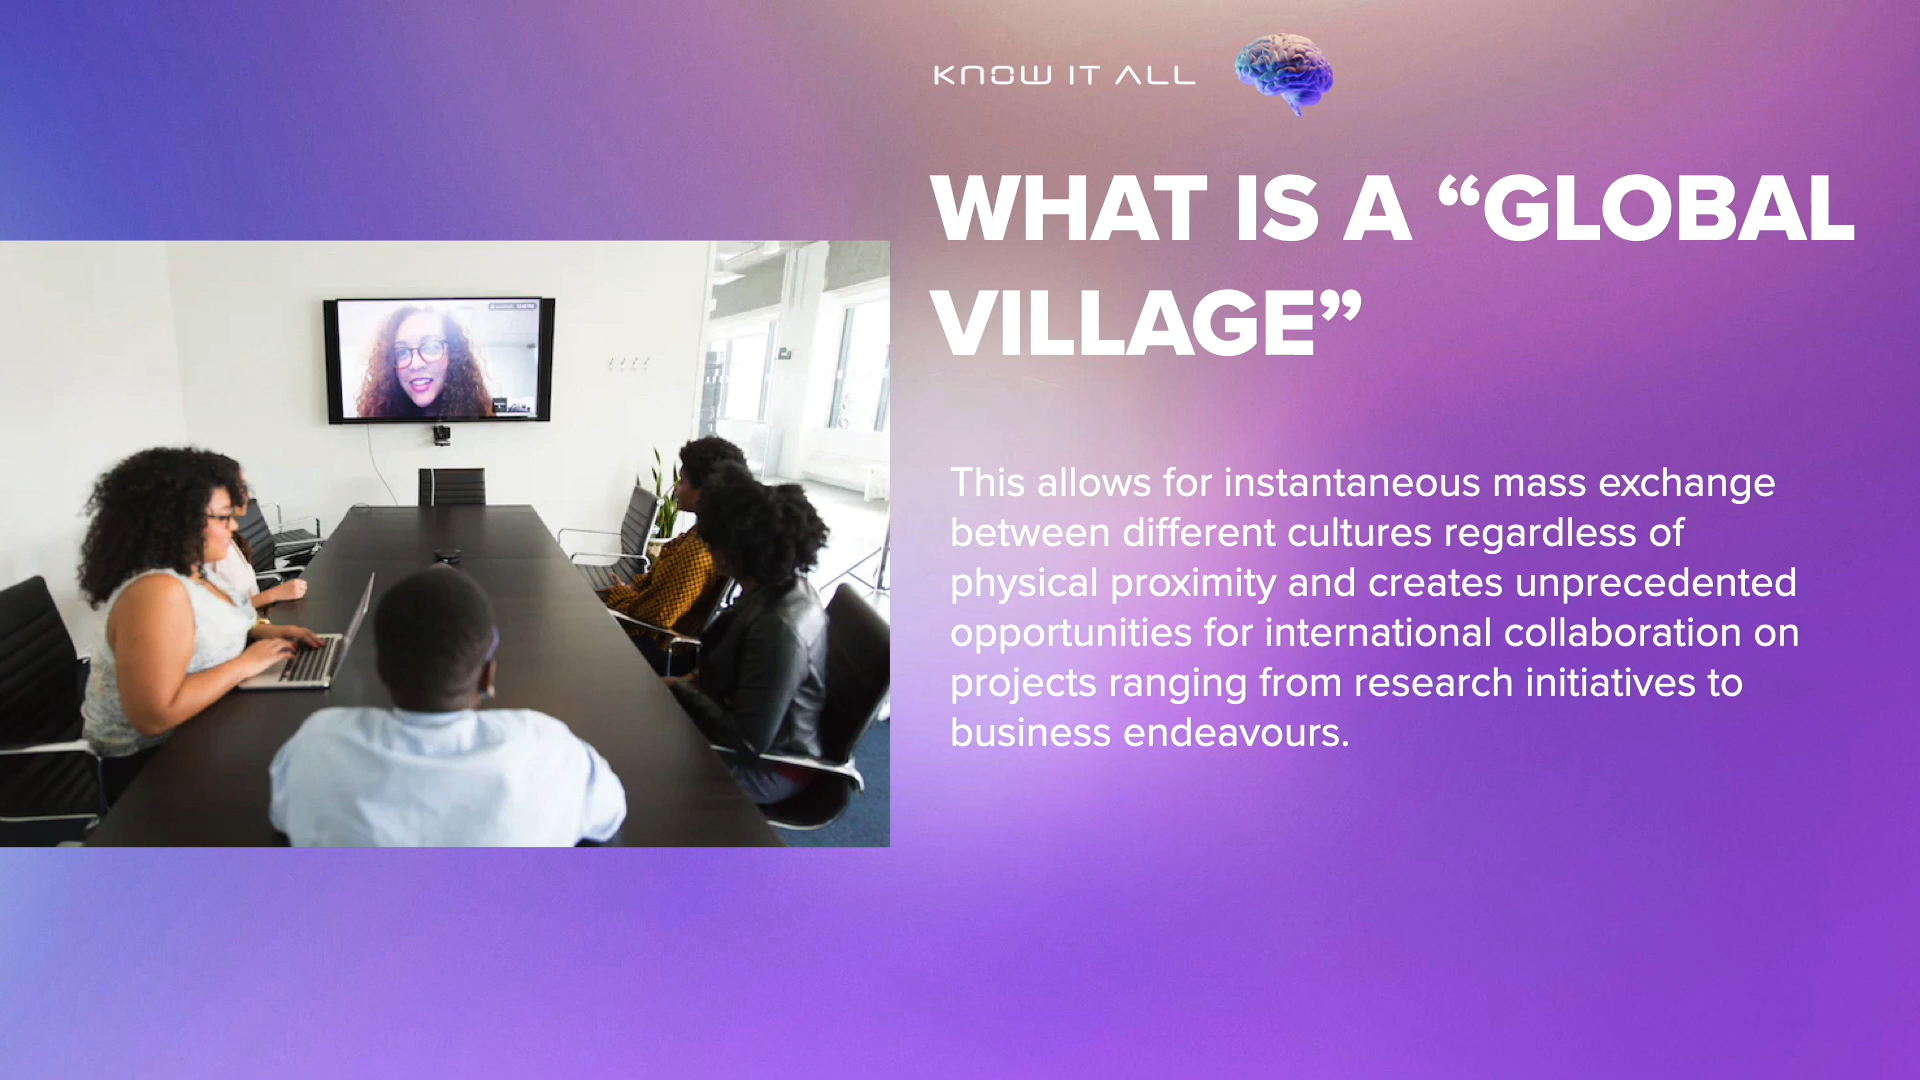 KNOW IT ALL
WHAT IS A “GLOBAL
VILLAGE”
This allows for instantaneous mass exchange
between different cultures regardless of
physical proximity and creates unprecedented
opportunities for international collaboration on
projects ranging from research initiatives to
business endeavours.